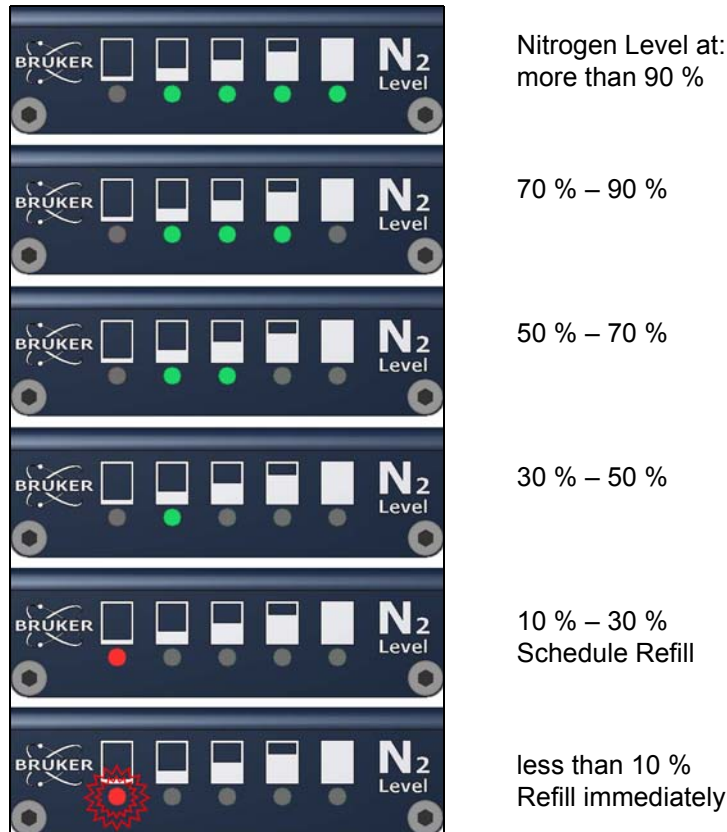 BRUKER
N2
Level
Nitrogen Level at:
more than 90 %
BRUKER
N2
Level
70 % – 90 %
BRUKER
N2
Level
50 % – 70 %
BRUKER
N2
Level
30 % – 50 %
BRUKER
N2
Level
10 % – 30 %
Schedule Refill
BRUKER
N2
Level
less than 10 %
Refill immediately